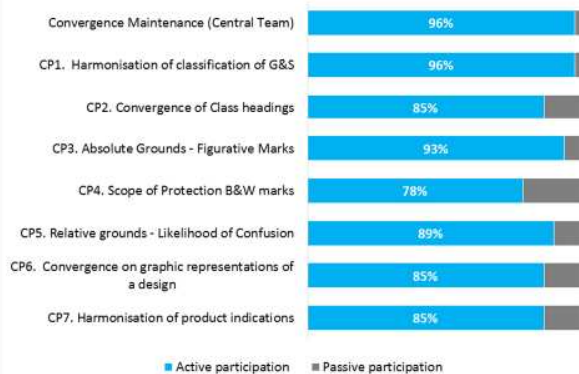 Convergence Maintenance (Central Team) 96%
CP1. Harmonisation of classification of G&S 96%
CP2. Convergence of Class headings 85%
CP3. Absolute Grounds - Figurative Marks 93%
CP4. Scope of Protection B&W marks 78%
CP5. Relative grounds - Likelihood of Confusion 89%
CP6. Convergence on graphic representations of
a design 85%
CP7. Harmonisation of product indications 85%
Active participation Passive participation